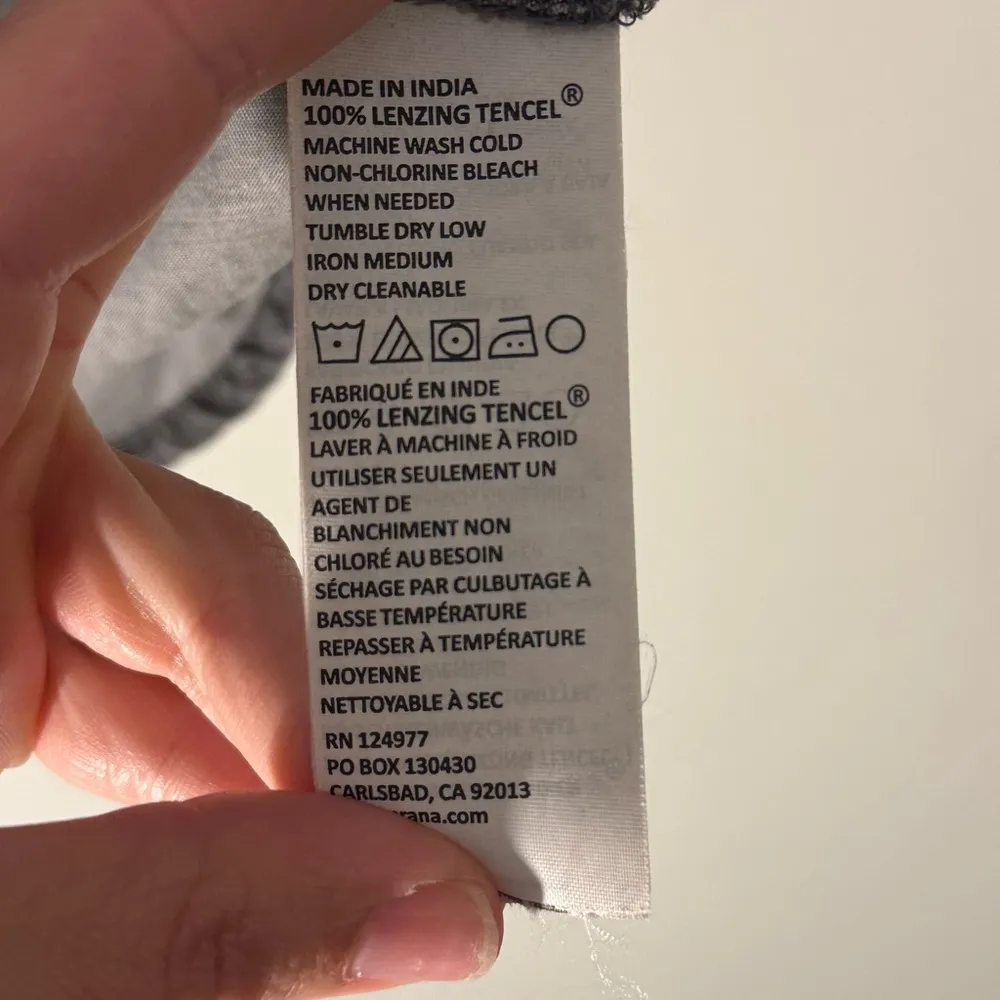 MADE IN INDIA
100% LENZING TENCEL®
MACHINE WASH COLD
NON-CHLORINE BLEACH
WHEN NEEDED
TUMBLE DRY LOW
IRON MEDIUM
DRY CLEANABLE
FABRIQUÉ EN INDE
100% LENZING TENCEL®
LAVER À MACHINE À FROID
UTILISER SEULEMENT UN
AGENT DE
BLANCHIMENT NON
CHLORÉ AU BESOIN
SÉCHAGE PAR CULBUTAGE À
BASSE TEMPÉRATURE
REPASSER À TEMPÉRATURE
MOYENNE
NETTOYABLE À SEC
RN 124977
PO BOX 130430
CARLSBAD, CA 92013
rana.com